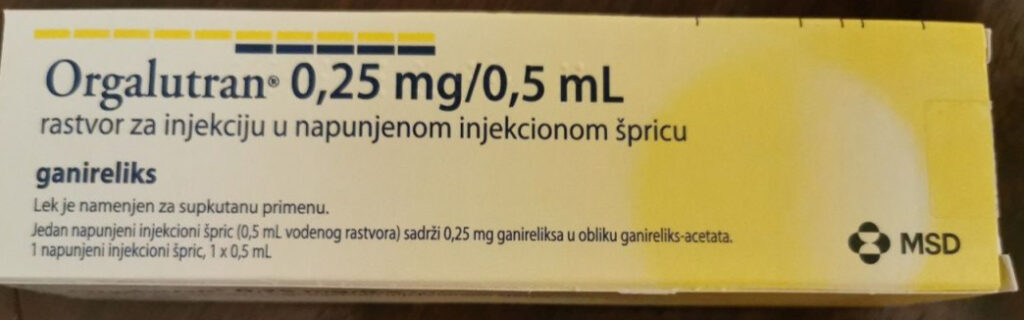 Orgalutran® 0,25 mg/0,5 mL
rastvor za injekciju u napunjenom injekcionom špricu
ganireliks
Lek je namenjen za supkutanu primenu.
Jedan napunjeni injekcioni špric (0,5 mL vodenog rastvora) sadrži 0,25 mg ganireliksa u obliku ganireliks-acetata.
1 napunjeni injekcioni špric, 1 x 0,5 mL
MSD